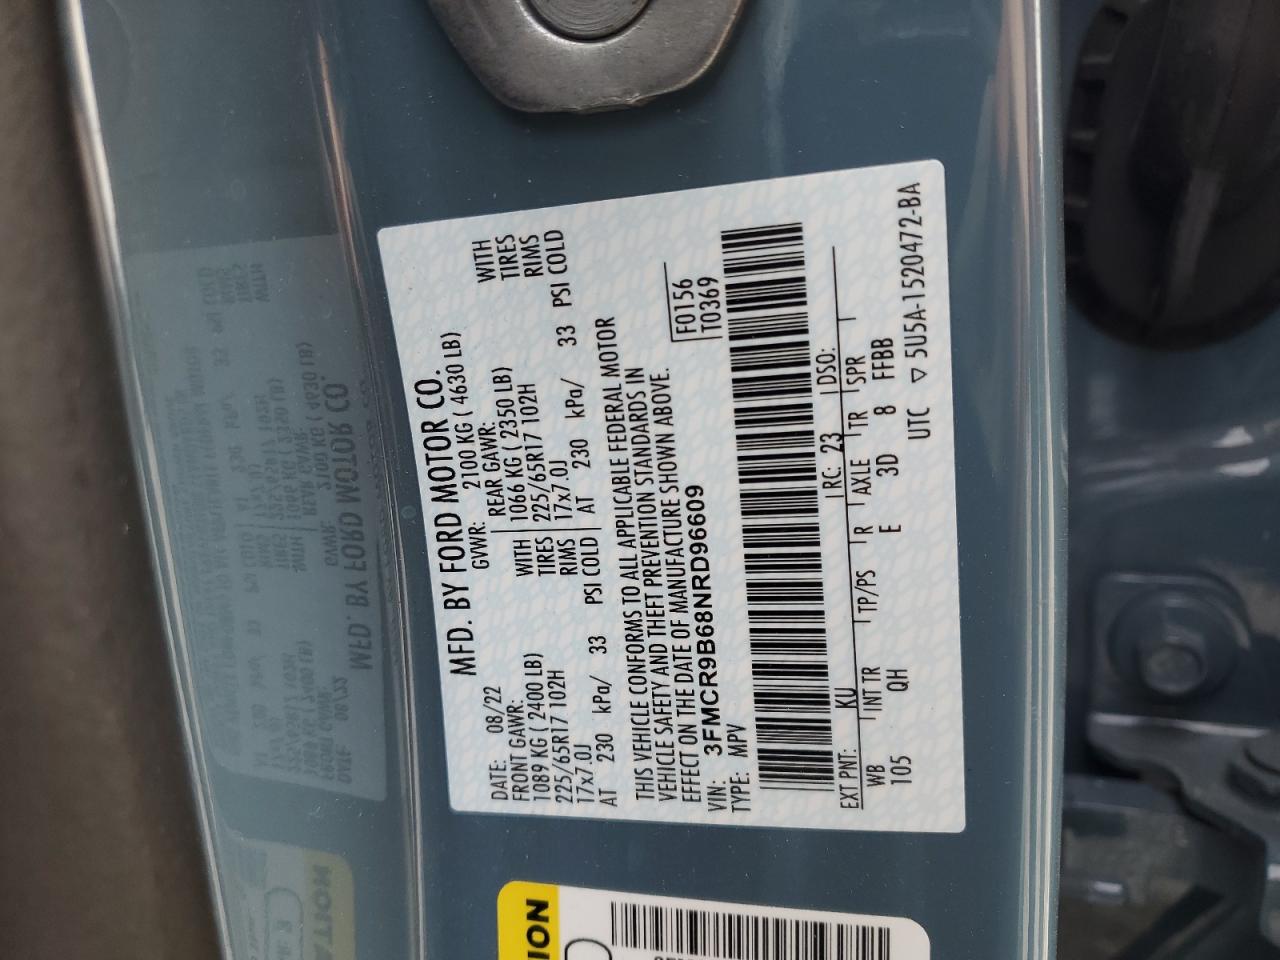 MFD. BY FORD MOTOR CO.
DATE: 08/22 GVWR: 2100 KG ( 4630 LB)
FRONT GAWR: REAR GAWR:
1089 KG ( 2400 LB) WITH 1066 KG ( 2350 LB) WITH
225/65R17 102H TIRES 225/65R17 102H TIRES
17x7.0J RIMS 17x7.0J RIMS
AT 230 kPa/ 33 PSI COLD AT 230 kPa/ 33 PSI COLD
THIS VEHICLE CONFORMS TO ALL APPLICABLE FEDERAL MOTOR
VEHICLE SAFETY AND THEFT PREVENTION STANDARDS IN
EFFECT ON THE DATE OF MANUFACTURE SHOWN ABOVE.
F0156
VIN: 3FMCR9B68NRD96609
T0369
TYPE: MPV
EXT PNT: KU RC: 23 DSO:
WB INT TR TP/PS R AXLE TR SPR
105 QH E 3D 8 FFBB
UTC ▽ 5U5A-1520472-BA
ION